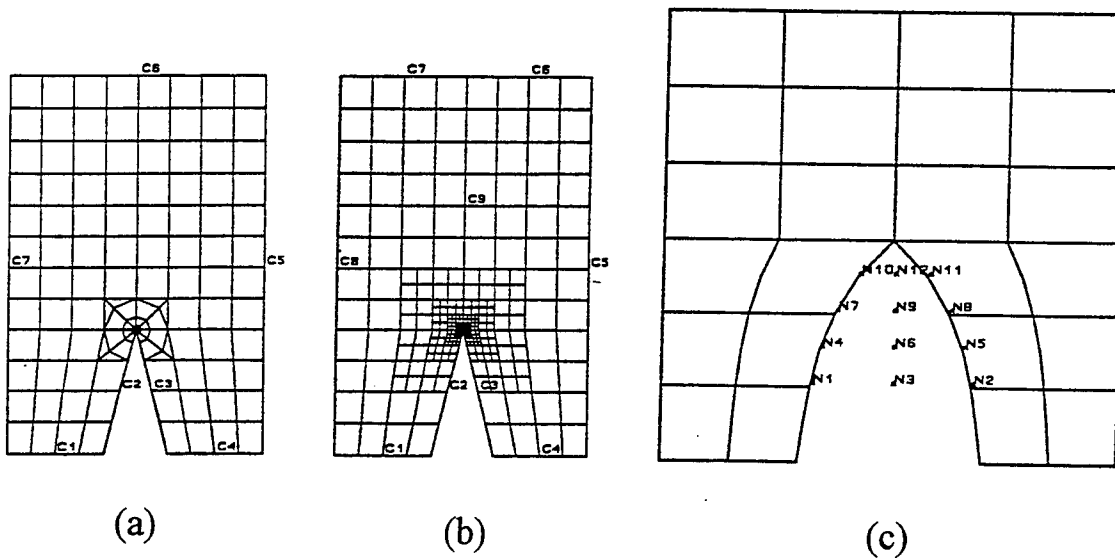 C6
C7
C5
C2 C3
C1
C4
(a)
C7
C6
C9
C8
C5
C2 C3
C1
C4
(b)
N10 N12 N11
N7 N9 N8
N4 N6 N5
N1 N3 N2
(c)